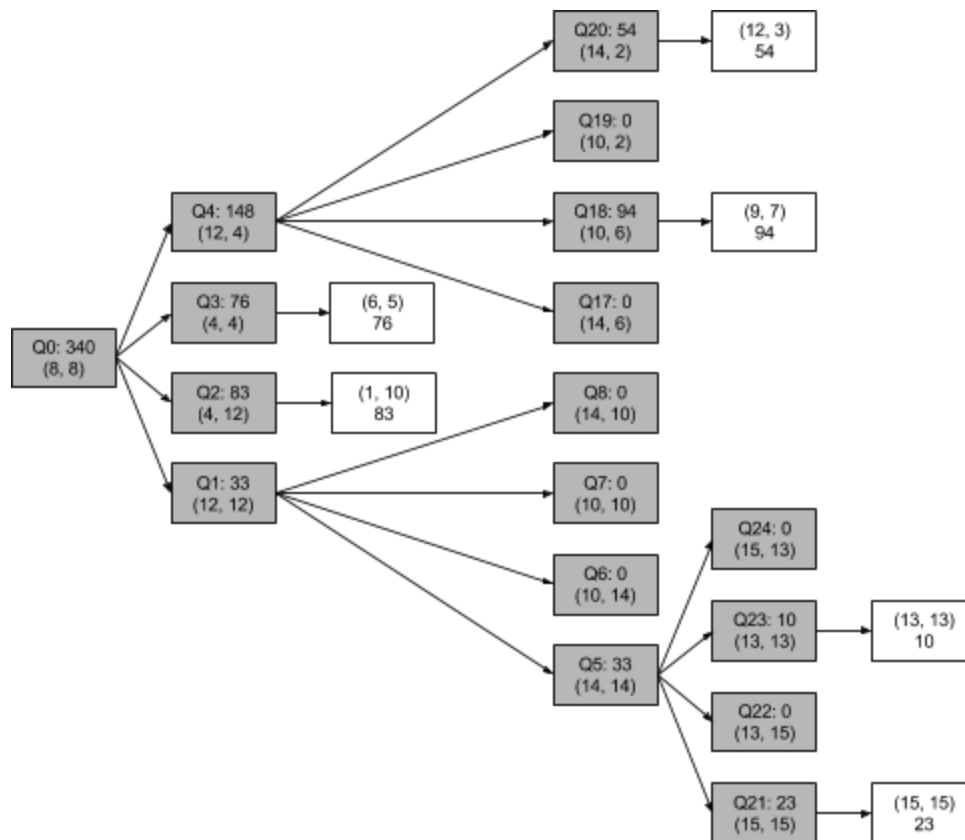 Q20: 54
(14, 2)
(12, 3)
54
Q19: 0
(10, 2)
Q4: 148
(12, 4)
Q18: 94
(10, 6)
(9, 7)
94
Q3: 76
(4, 4)
(6, 5)
76
Q17: 0
(14, 6)
Q0: 340
(8, 8)
Q2: 83
(4, 12)
(1, 10)
83
Q8: 0
(14, 10)
Q1: 33
(12, 12)
Q7: 0
(10, 10)
Q24: 0
(15, 13)
Q6: 0
(10, 14)
Q23: 10
(13, 13)
(13, 13)
10
Q5: 33
(14, 14)
Q22: 0
(13, 15)
Q21: 23
(15, 15)
(15, 15)
23